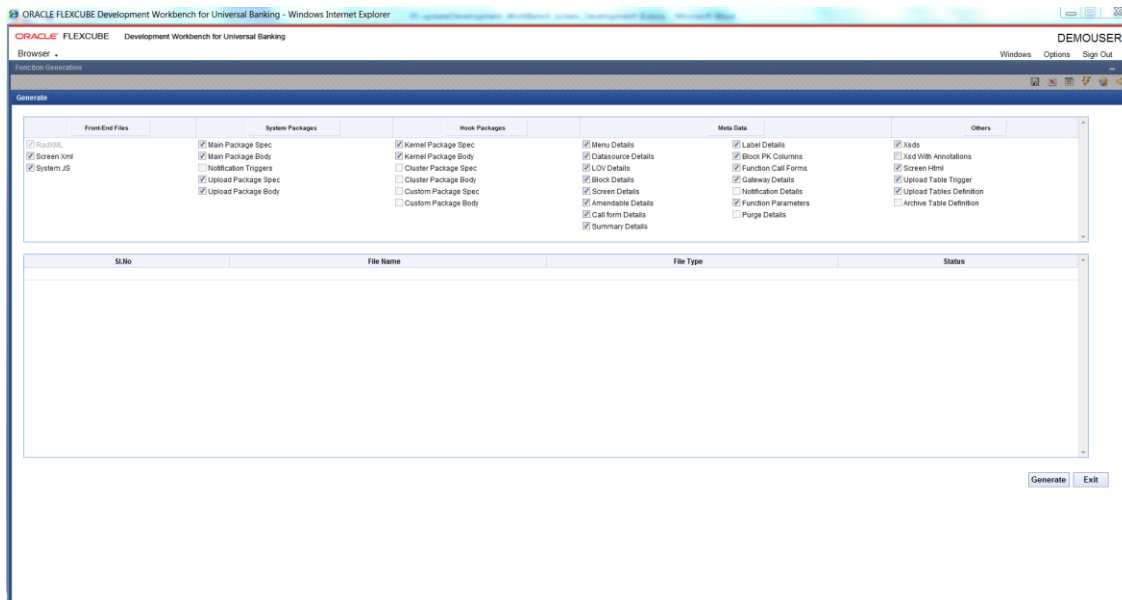 ORACLE FLEXCUBE Development Workbench for Universal Banking - Windows Internet Explorer
ORACLE FLEXCUBE Development Workbench for Universal Banking
DEMOUSER
Browser
Windows Options Sign Out
Function Generation
Generate
Front-End Files System Packages Hook Packages Meta Data Others
RadXML Main Package Spec Kernel Package Spec Menu Details Label Details Xsds
Screen Xml Main Package Body Kernel Package Body Datasource Details Block PK Columns Xsd With Annotations
System JS Notification Triggers Cluster Package Spec LOV Details Function Call Forms Screen Html
Upload Package Spec Cluster Package Body Block Details Gateway Details Upload Table Trigger
Upload Package Body Custom Package Spec Screen Details Notification Details Upload Tables Definition
Custom Package Body Amendable Details Function Parameters Archive Table Definition
Call form Details Purge Details
Summary Details
Sl.No File Name File Type Status
Generate Exit